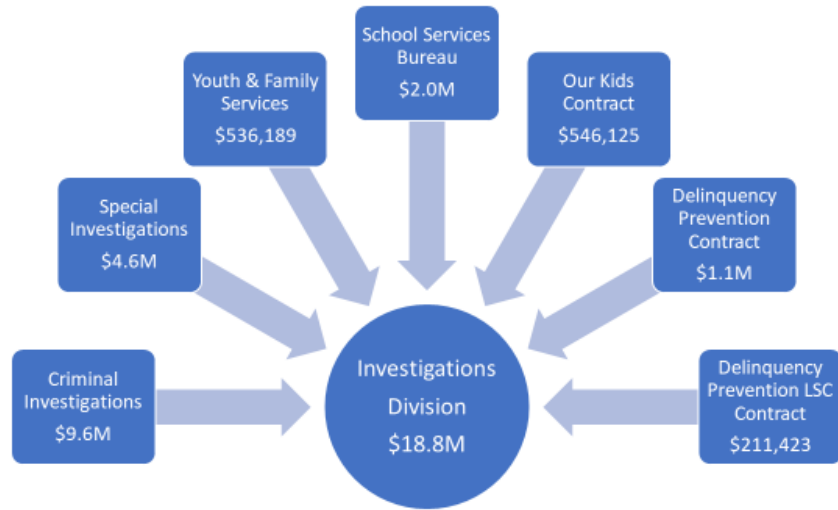 School Services
Bureau
$2.0M
Youth & Family
Services
$536,189
Our Kids
Contract
$546,125
Special
Investigations
$4.6M
Delinquency
Prevention
Contract
$1.1M
Criminal
Investigations
$9.6M
Investigations
Division
$18.8M
Delinquency
Prevention LSC
Contract
$211,423